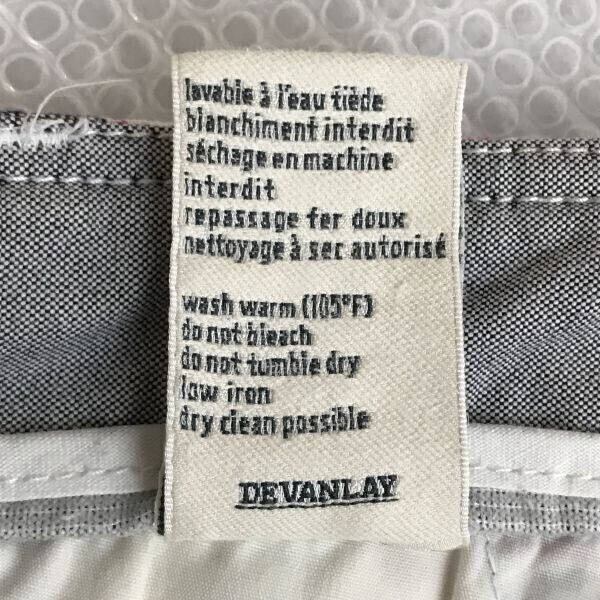 lavable à l'eau tiède
blanchiment interdit
séchage en machine
interdit
repassage fer doux
nettoyage à sec autorisé
wash warm (105°F)
do not bleach
do not tumble dry
low iron
dry clean possible
DEVANLAY